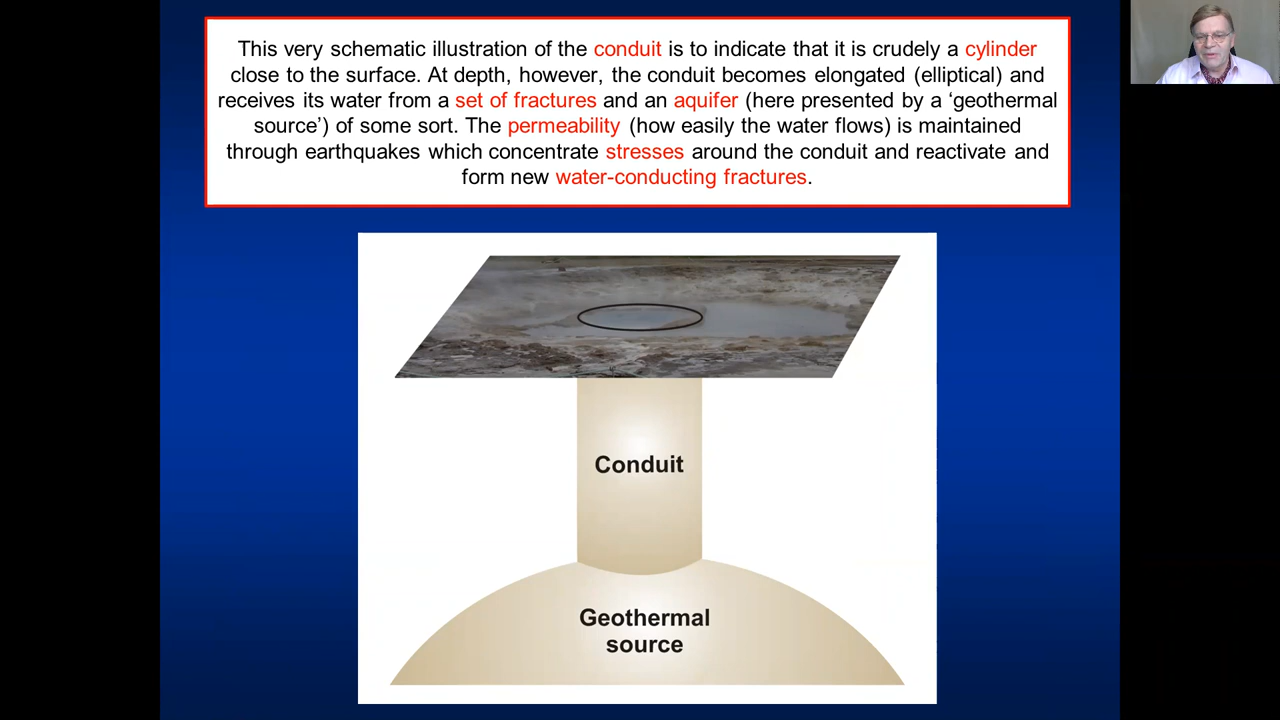 This very schematic illustration of the conduit is to indicate that it is crudely a cylinder
close to the surface. At depth, however, the conduit becomes elongated (elliptical) and
receives its water from a set of fractures and an aquifer (here presented by a ‘geothermal
source’) of some sort. The permeability (how easily the water flows) is maintained
through earthquakes which concentrate stresses around the conduit and reactivate and
form new water-conducting fractures.
Conduit
Geothermal
source